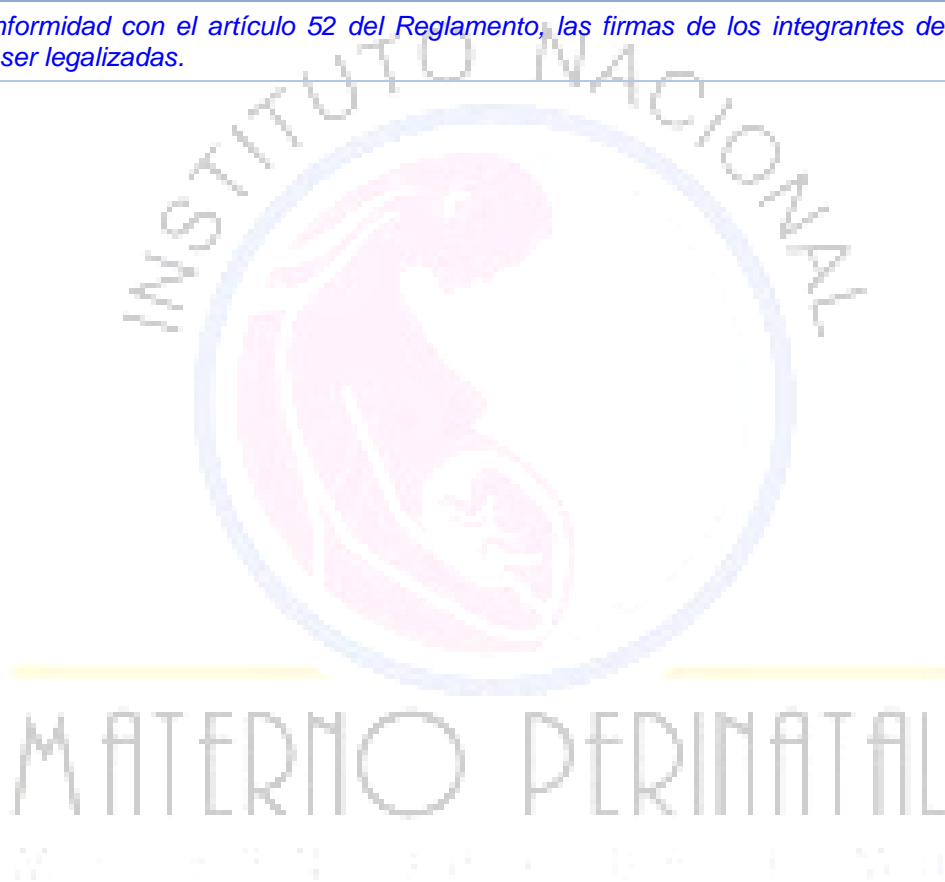 nformidad con el artículo 52 del Reglamento, las firmas de los integrantes de
ser legalizadas.
INSTITUTO NACIONAL
MATERNO PERINATAL